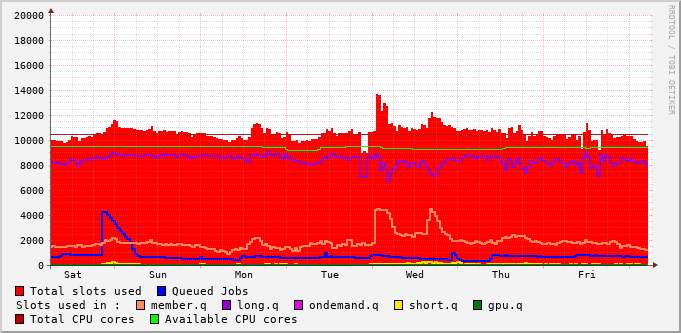 20000
18000
16000
14000
12000
10000
8000
6000
4000
2000
0
Sat Sun Mon Tue Wed Thu Fri
RRDTOOL / TOBI OETIKER
Total slots used Queued Jobs
Slots used in : member.q long.q ondemand.q short.q gpu.q
Total CPU cores Available CPU cores